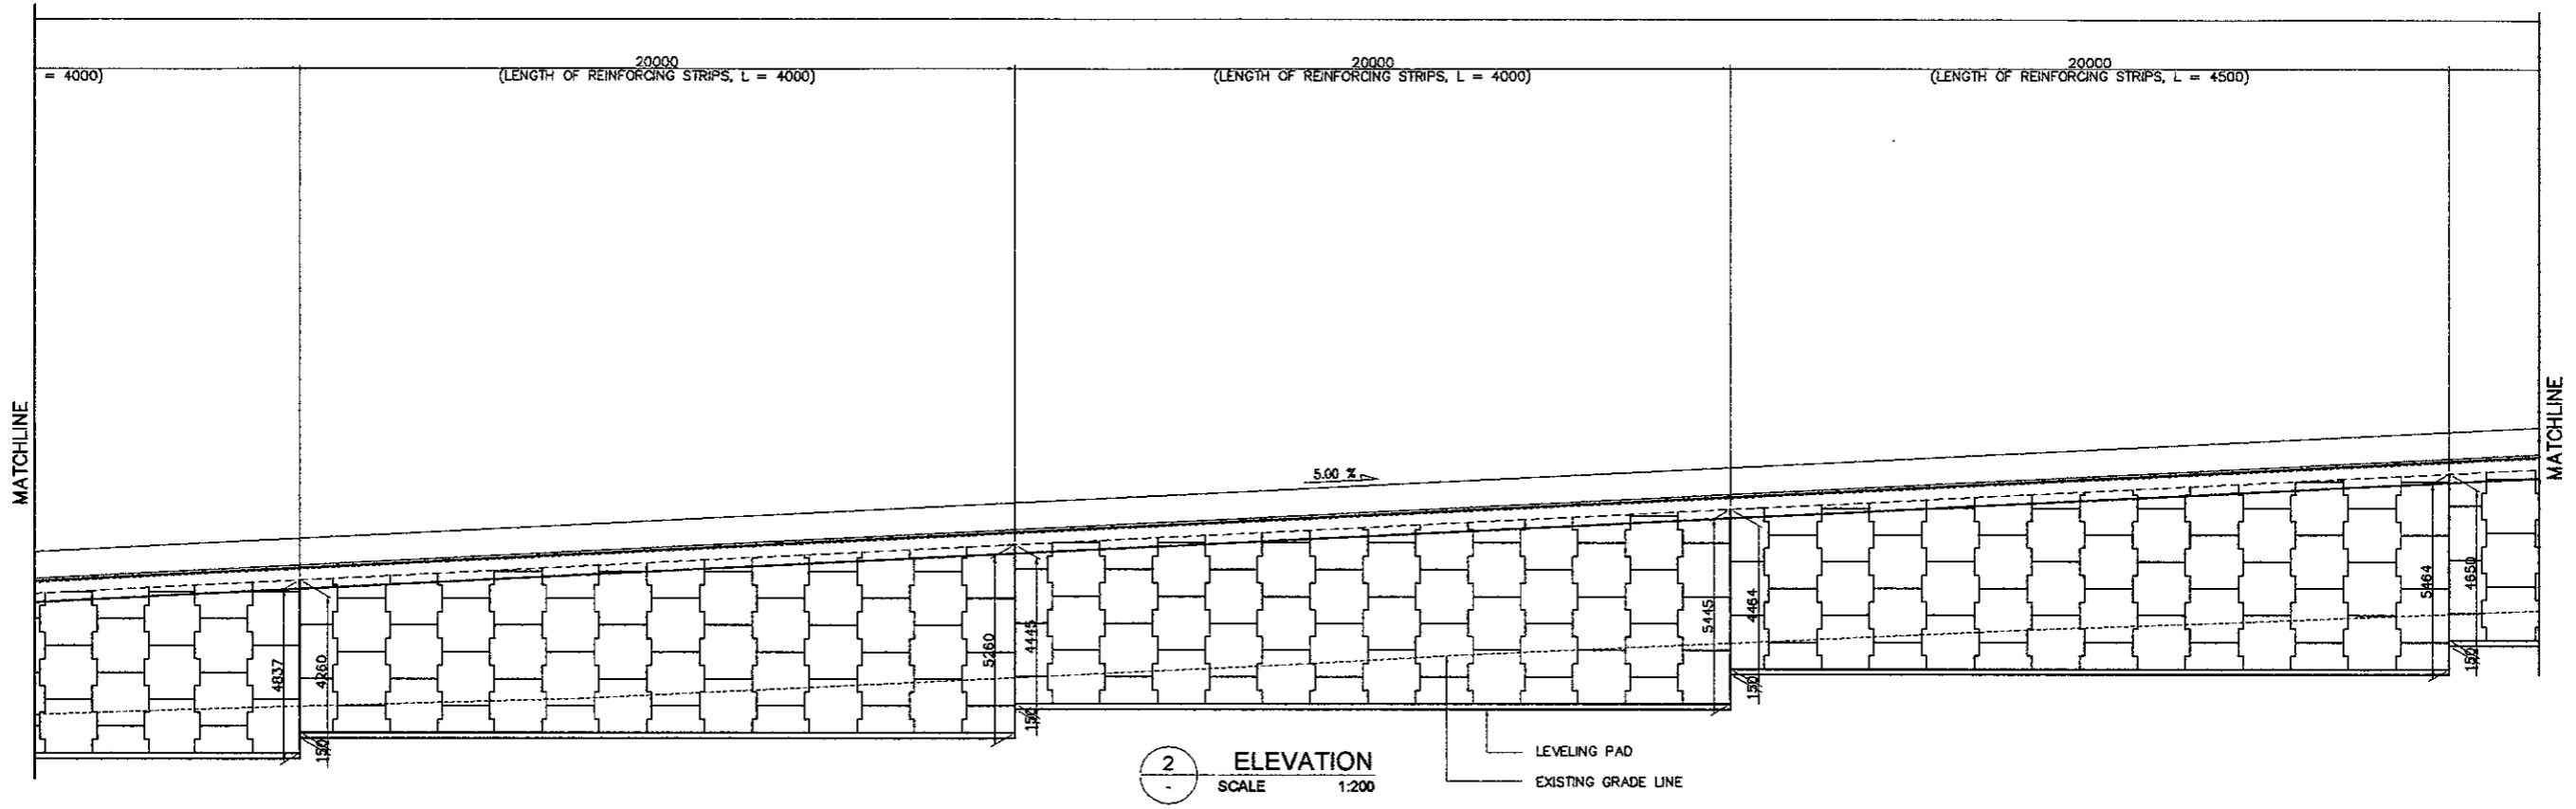 = 4000)
20000
(LENGTH OF REINFORCING STRIPS, L = 4000)
20000
(LENGTH OF REINFORCING STRIPS, L = 4000)
20000
(LENGTH OF REINFORCING STRIPS, L = 4500)
MATCHLINE
MATCHLINE
5.00 %
4837
4260
150
5260
4445
150
5445
4464
150
5464
4650
150
LEVELING PAD
EXISTING GRADE LINE
2
-
ELEVATION
SCALE 1:200